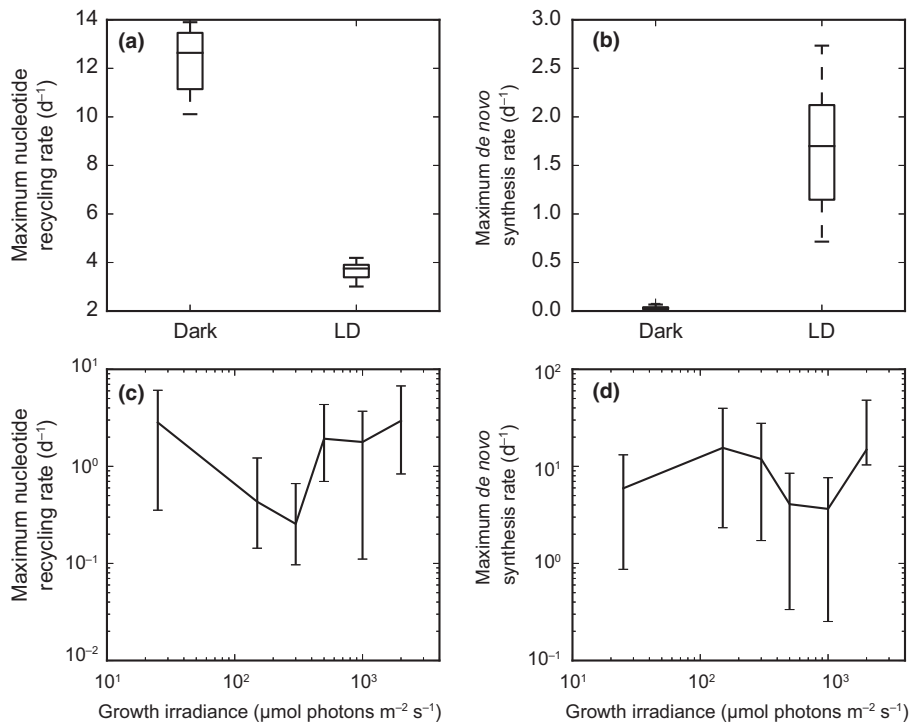 (a)
Maximum nucleotide
recycling rate (d⁻¹)
14
12
10
8
6
4
2
Dark LD
(b)
Maximum de novo
synthesis rate (d⁻¹)
3.0
2.5
2.0
1.5
1.0
0.5
0.0
Dark LD
(c)
Maximum nucleotide
recycling rate (d⁻¹)
10¹
10⁰
10⁻¹
10⁻²
10¹ 10² 10³
Growth irradiance (µmol photons m⁻² s⁻¹)
(d)
Maximum de novo
synthesis rate (d⁻¹)
10²
10¹
10⁰
10⁻¹
10¹ 10² 10³
Growth irradiance (µmol photons m⁻² s⁻¹)